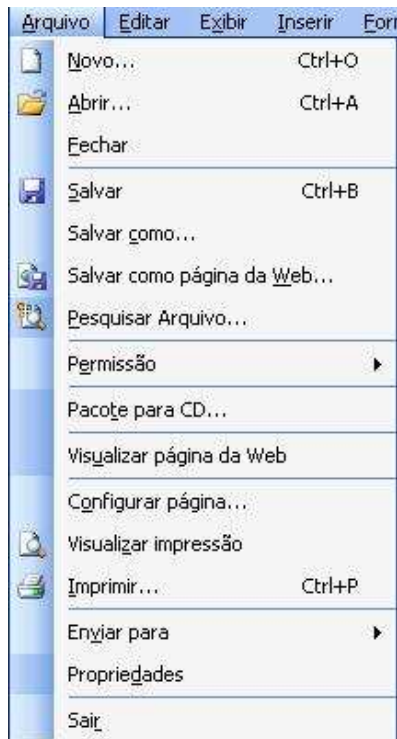 Arquivo Editar Exibir Inserir For
Novo... Ctrl+O
Abrir... Ctrl+A
Fechar
Salvar Ctrl+B
Salvar como...
Salvar como página da Web...
Pesquisar Arquivo...
Permissão
Pacote para CD...
Visualizar página da Web
Configurar página...
Visualizar impressão
Imprimir... Ctrl+P
Enviar para
Propriedades
Sair